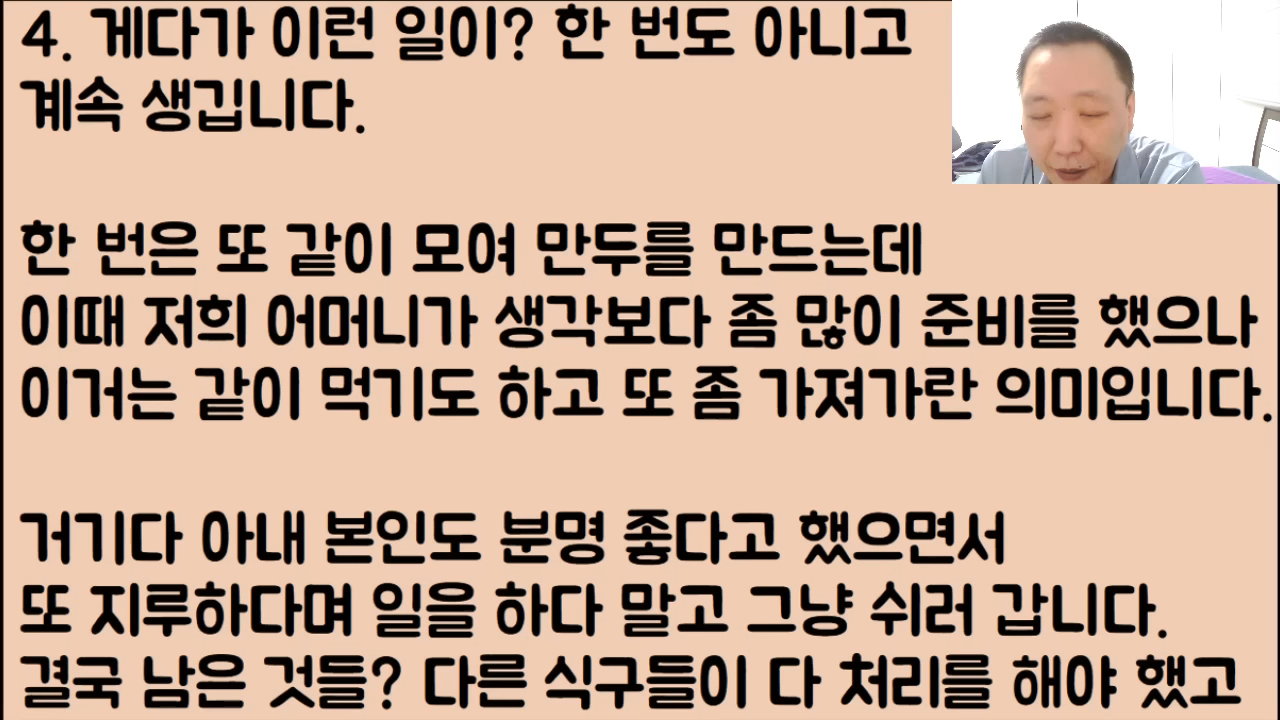 4. 게다가 이런 일이? 한 번도 아니고
계속 생깁니다.
한 번은 또 같이 모여 만두를 만드는데
이때 저희 어머니가 생각보다 좀 많이 준비를 했으나
이거는 같이 먹기도 하고 또 좀 가져가란 의미입니다.
거기다 아내 본인도 분명 좋다고 했으면서
또 지루하다며 일을 하다 말고 그냥 쉬러 갑니다.
결국 남은 것들? 다른 식구들이 다 처리를 해야 했고